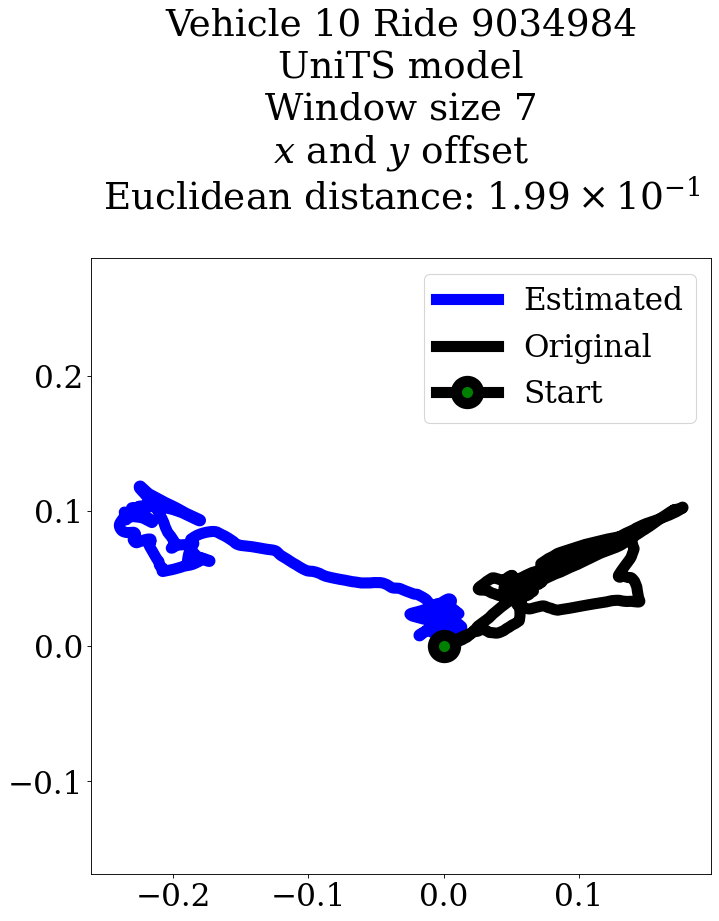 Vehicle 10 Ride 9034984
UniTS model
Window size 7
x and y offset
Euclidean distance: 1.99 × 10⁻¹
Estimated
Original
Start
0.2
0.1
0.0
−0.1
−0.2
−0.1
0.0
0.1